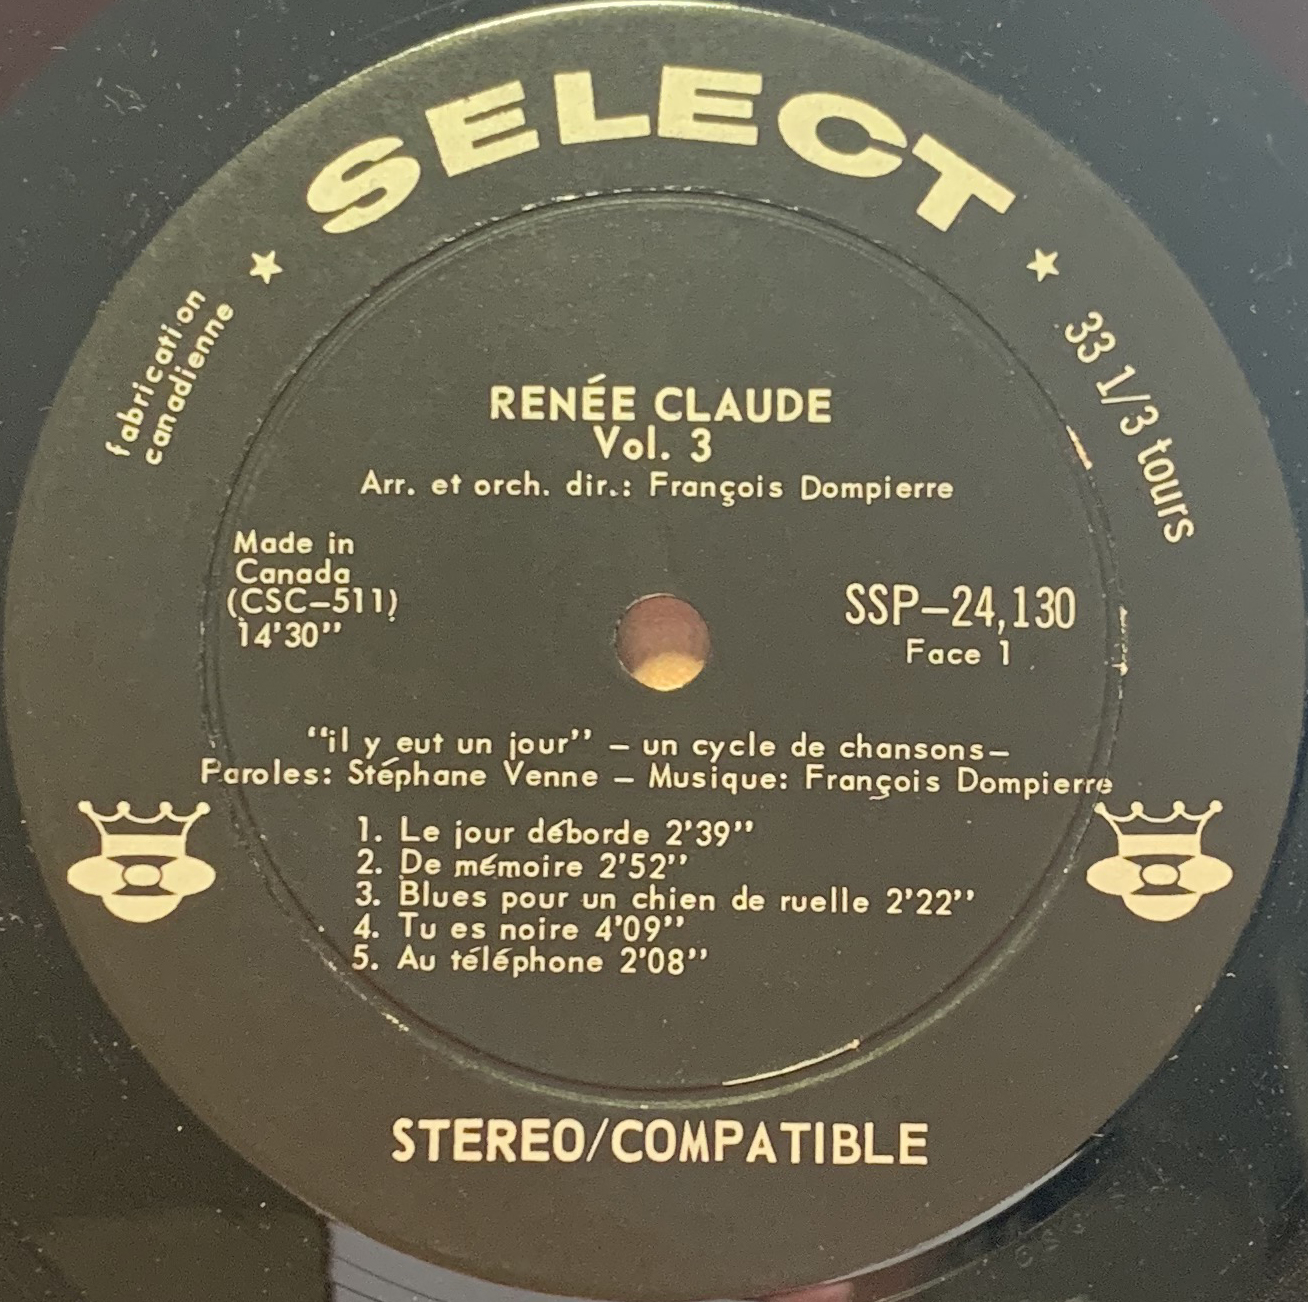 SELECT
fabrication
canadienne
33 1/3 tours
RENÉE CLAUDE
Vol. 3
Arr. et orch. dir.: François Dompierre
Made in
Canada
(CSC-511)
14'30''
SSP-24,130
Face 1
"il y eut un jour" - un cycle de chansons-
Paroles: Stéphane Venne - Musique: François Dompierre
1. Le jour déborde 2'39''
2. De mémoire 2'52''
3. Blues pour un chien de ruelle 2'22''
4. Tu es noire 4'09''
5. Au téléphone 2'08''
STEREO/COMPATIBLE